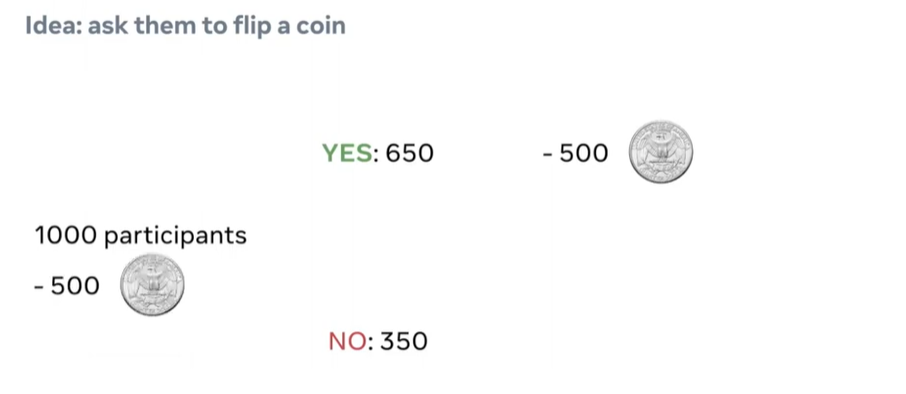 Idea: ask them to flip a coin
YES: 650
- 500
1000 participants
- 500
NO: 350